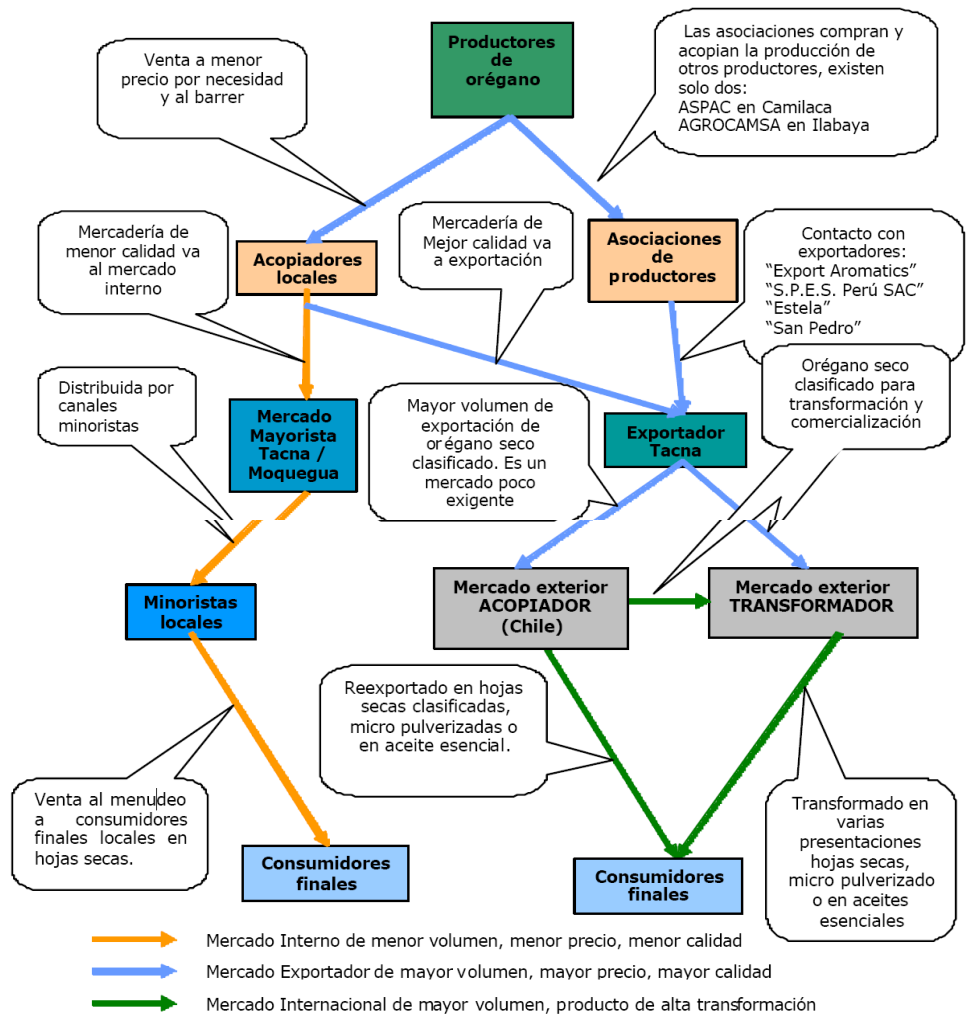 Productores
de
orégano
Venta a menor
precio por necesidad
y al barrer
Las asociaciones compran y
acopian la producción de
otros productores, existen
solo dos:
ASPAC en Camilaca
AGROCAMSA en Ilabaya
Mercadería de
menor calidad va
al mercado
interno
Acopiadores
locales
Mercadería de
Mejor calidad va
a exportación
Asociaciones
de
productores
Contacto con
exportadores:
“Export Aromatics”
“S.P.E.S. Perú SAC”
“Estela”
“San Pedro”
Distribuida por
canales
minoristas
Mercado
Mayorista
Tacna /
Moquegua
Mayor volumen de
exportación de
orégano seco
clasificado. Es un
mercado poco
exigente
Exportador
Tacna
Orégano seco
clasificado para
transformación y
comercialización
Minoristas
locales
Mercado exterior
ACOPIADOR
(Chile)
Mercado exterior
TRANSFORMADOR
Reexportado en hojas
secas clasificadas,
micro pulverizadas o
en aceite esencial.
Venta al menudeo
a consumidores
finales locales en
hojas secas.
Transformado en
varias
presentaciones
hojas secas,
micro pulverizado
o en aceites
esenciales
Consumidores
finales
Consumidores
finales
Mercado Interno de menor volumen, menor precio, menor calidad
Mercado Exportador de mayor volumen, mayor precio, mayor calidad
Mercado Internacional de mayor volumen, producto de alta transformación